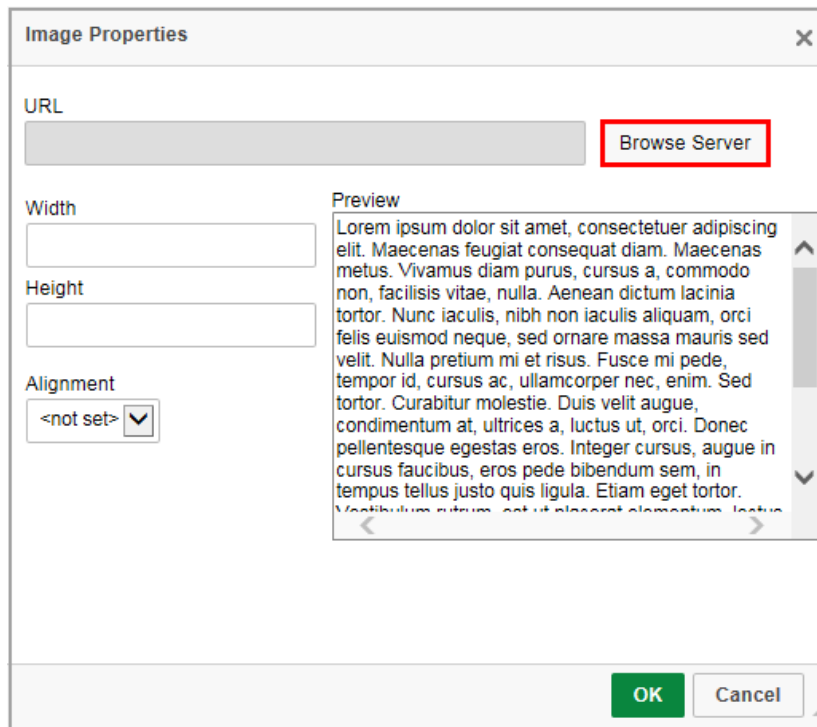 Image Properties
URL
Browse Server
Width
Height
Alignment
<not set>
Preview
Lorem ipsum dolor sit amet, consectetuer adipiscing
elit. Maecenas feugiat consequat diam. Maecenas
metus. Vivamus diam purus, cursus a, commodo
non, facilisis vitae, nulla. Aenean dictum lacinia
tortor. Nunc iaculis, nibh non iaculis aliquam, orci
felis euismod neque, sed ornare massa mauris sed
velit. Nulla pretium mi et risus. Fusce mi pede,
tempor id, cursus ac, ullamcorper nec, enim. Sed
tortor. Curabitur molestie. Duis velit augue,
condimentum at, ultrices a, luctus ut, orci. Donec
pellentesque egestas eros. Integer cursus, augue in
cursus faucibus, eros pede bibendum sem, in
tempus tellus justo quis ligula. Etiam eget tortor.
OK
Cancel